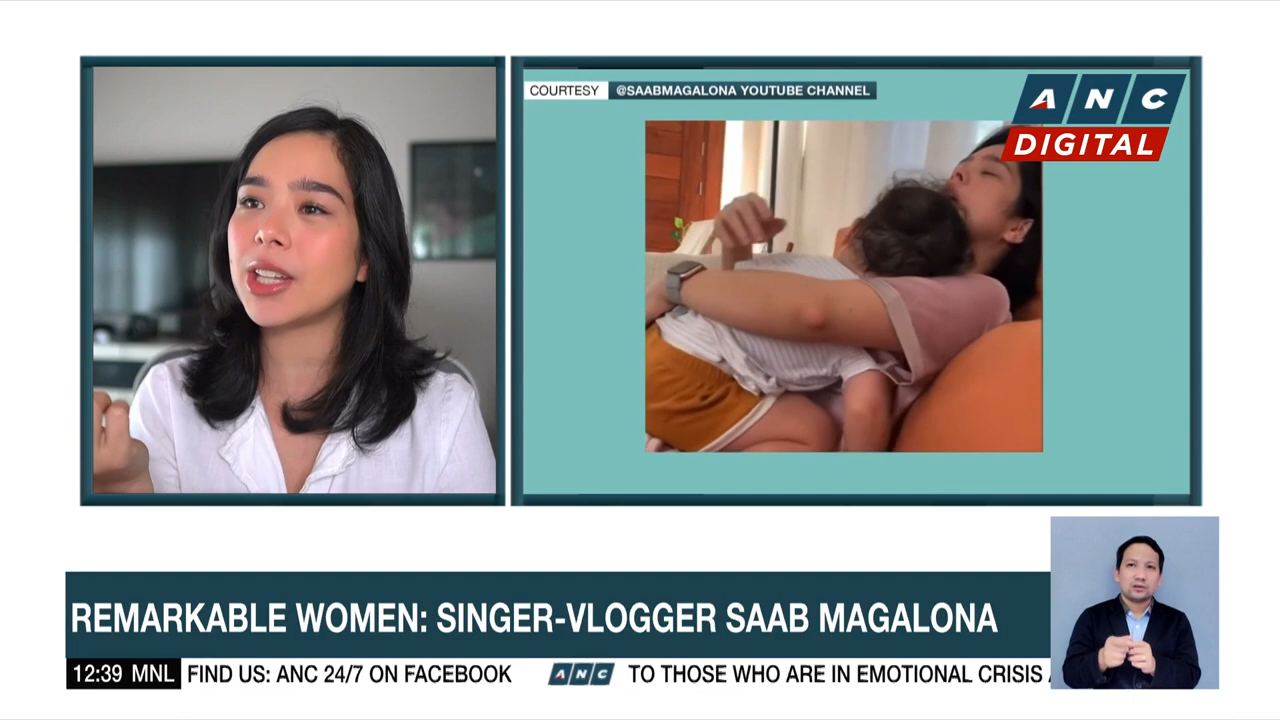 COURTESY @SAABMAGALONA YOUTUBE CHANNEL
ANC
DIGITAL
REMARKABLE WOMEN: SINGER-VLOGGER SAAB MAGALONA
12:39 MNL FIND US: ANC 24/7 ON FACEBOOK ANC TO THOSE WHO ARE IN EMOTIONAL CRISIS